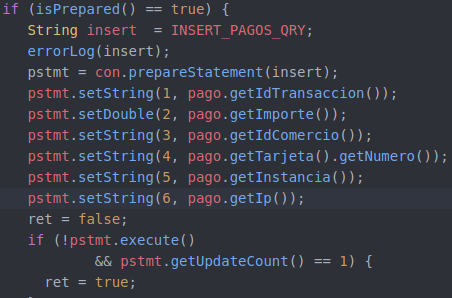 if (isPrepared() == true) {
String insert = INSERT_PAGOS_QRY;
errorLog(insert);
pstmt = con.prepareStatement(insert);
pstmt.setString(1, pago.getIdTransaccion());
pstmt.setDouble(2, pago.getImporte());
pstmt.setString(3, pago.getIdComercio());
pstmt.setString(4, pago.getTarjeta().getNumero());
pstmt.setString(5, pago.getInstancia());
pstmt.setString(6, pago.getIp());
ret = false;
if (!pstmt.execute()
&& pstmt.getUpdateCount() == 1) {
ret = true;